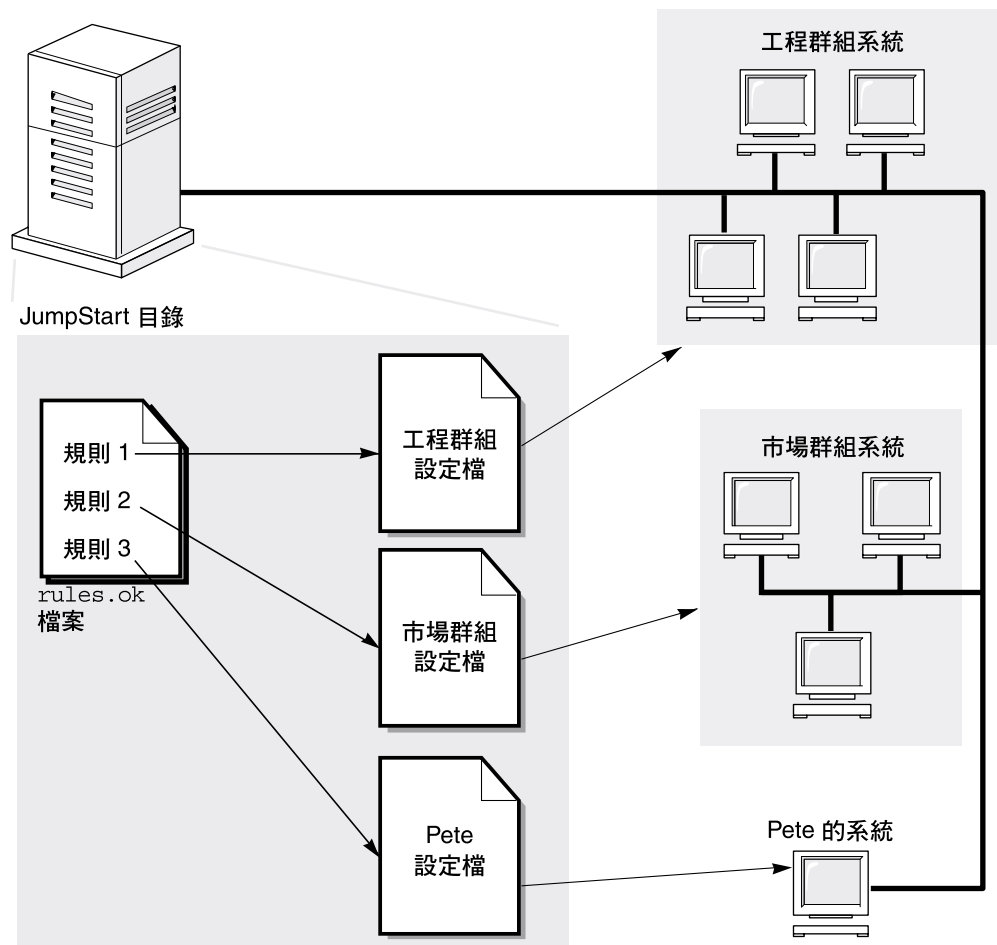 工程群組系統
JumpStart 目錄
規則 1
規則 2
規則 3
rules.ok
檔案
工程群組
設定檔
市場群組
設定檔
Pete
設定檔
市場群組系統
Pete 的系統